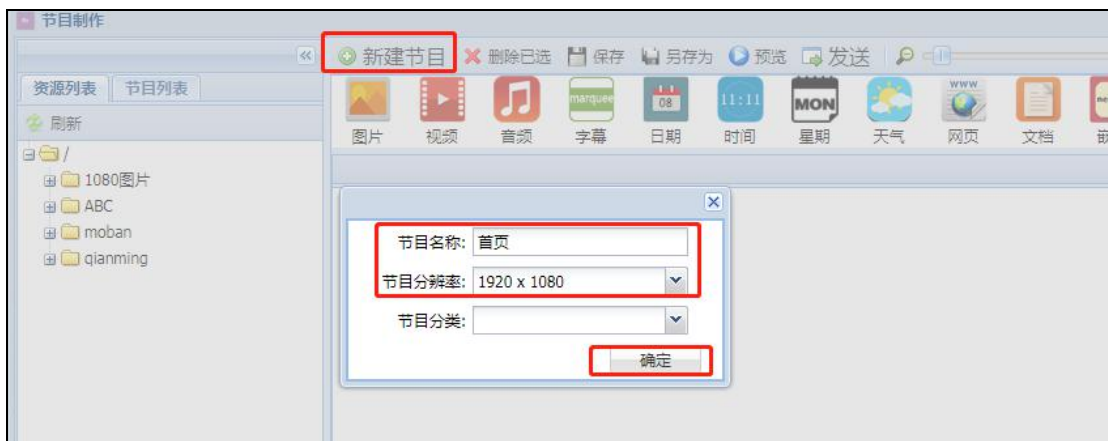 节目制作
新建节目 删除已选 保存 另存为 预览 发送
资源列表 节目列表
marquee 08 11:11 MON WWW
刷新
图片 视频 音频 字幕 日期 时间 星期 天气 网页 文档
/
1080图片
ABC
moban
qianming
节目名称: 首页
节目分辨率: 1920 x 1080
节目分类:
确定